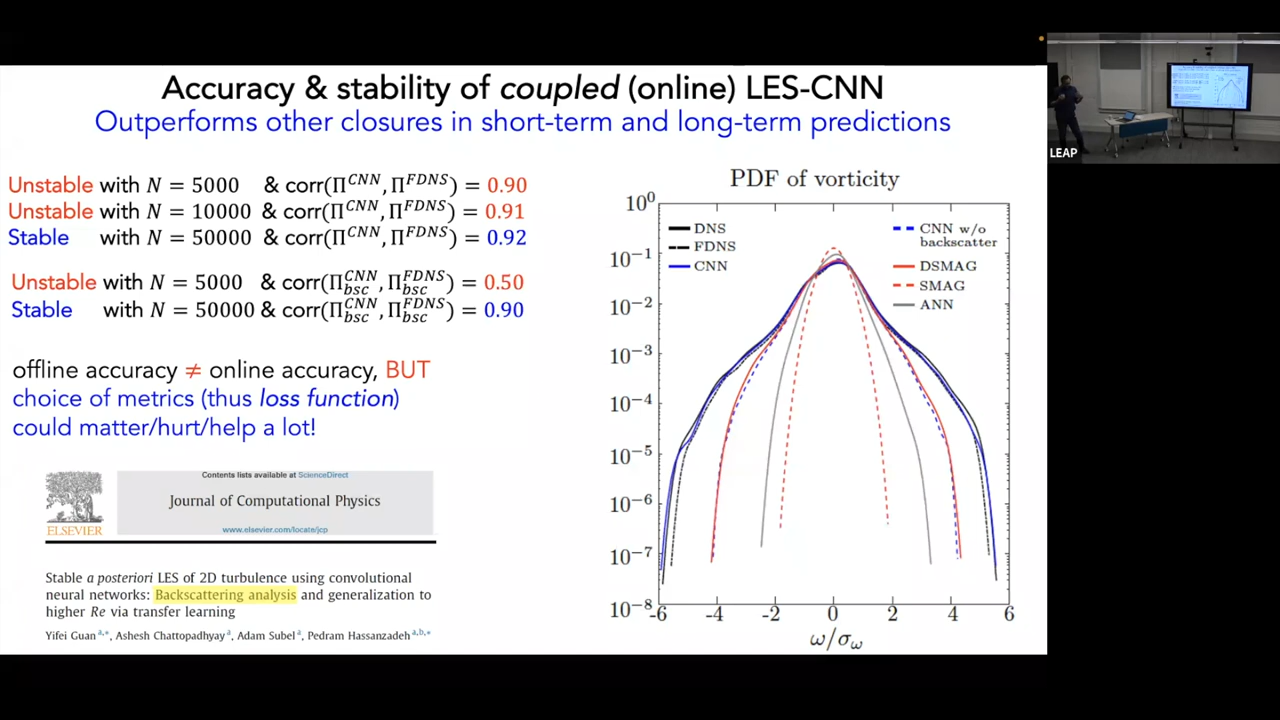 Accuracy & stability of coupled (online) LES-CNN
Outperforms other closures in short-term and long-term predictions
Unstable with N = 5000 & corr(Π^CNN, Π^FDNS) = 0.90
Unstable with N = 10000 & corr(Π^CNN, Π^FDNS) = 0.91
Stable with N = 50000 & corr(Π^CNN, Π^FDNS) = 0.92
Unstable with N = 5000 & corr(Π_bsc^CNN, Π_bsc^FDNS) = 0.50
Stable with N = 50000 & corr(Π_bsc^CNN, Π_bsc^FDNS) = 0.90
offline accuracy ≠ online accuracy, BUT
choice of metrics (thus loss function)
could matter/hurt/help a lot!
Contents lists available at ScienceDirect
Journal of Computational Physics
www.elsevier.com/locate/jcp
ELSEVIER
Stable a posteriori LES of 2D turbulence using convolutional
neural networks: Backscattering analysis and generalization to
higher Re via transfer learning
Yifei Guan a,*, Ashesh Chattopadhyay a, Adam Subel a, Pedram Hassanzadeh a,b,*
PDF of vorticity
DNS
FDNS
CNN
CNN w/o
backscatter
DSMAG
SMAG
ANN
10^0
10^-1
10^-2
10^-3
10^-4
10^-5
10^-6
10^-7
10^-8
-6 -4 -2 0 2 4 6
ω/σ_ω
LEAP